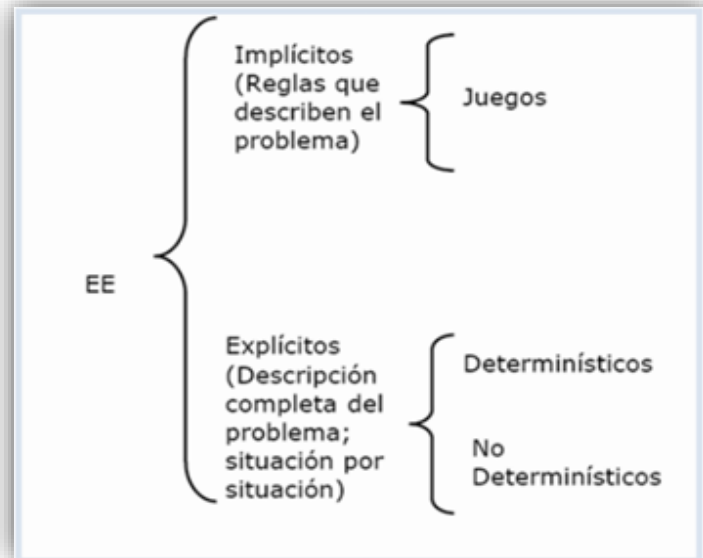 Implícitos
(Reglas que
describen el
problema)
Juegos
EE
Explícitos
(Descripción
completa del
problema;
situación por
situación)
Determinísticos
No
Determinísticos